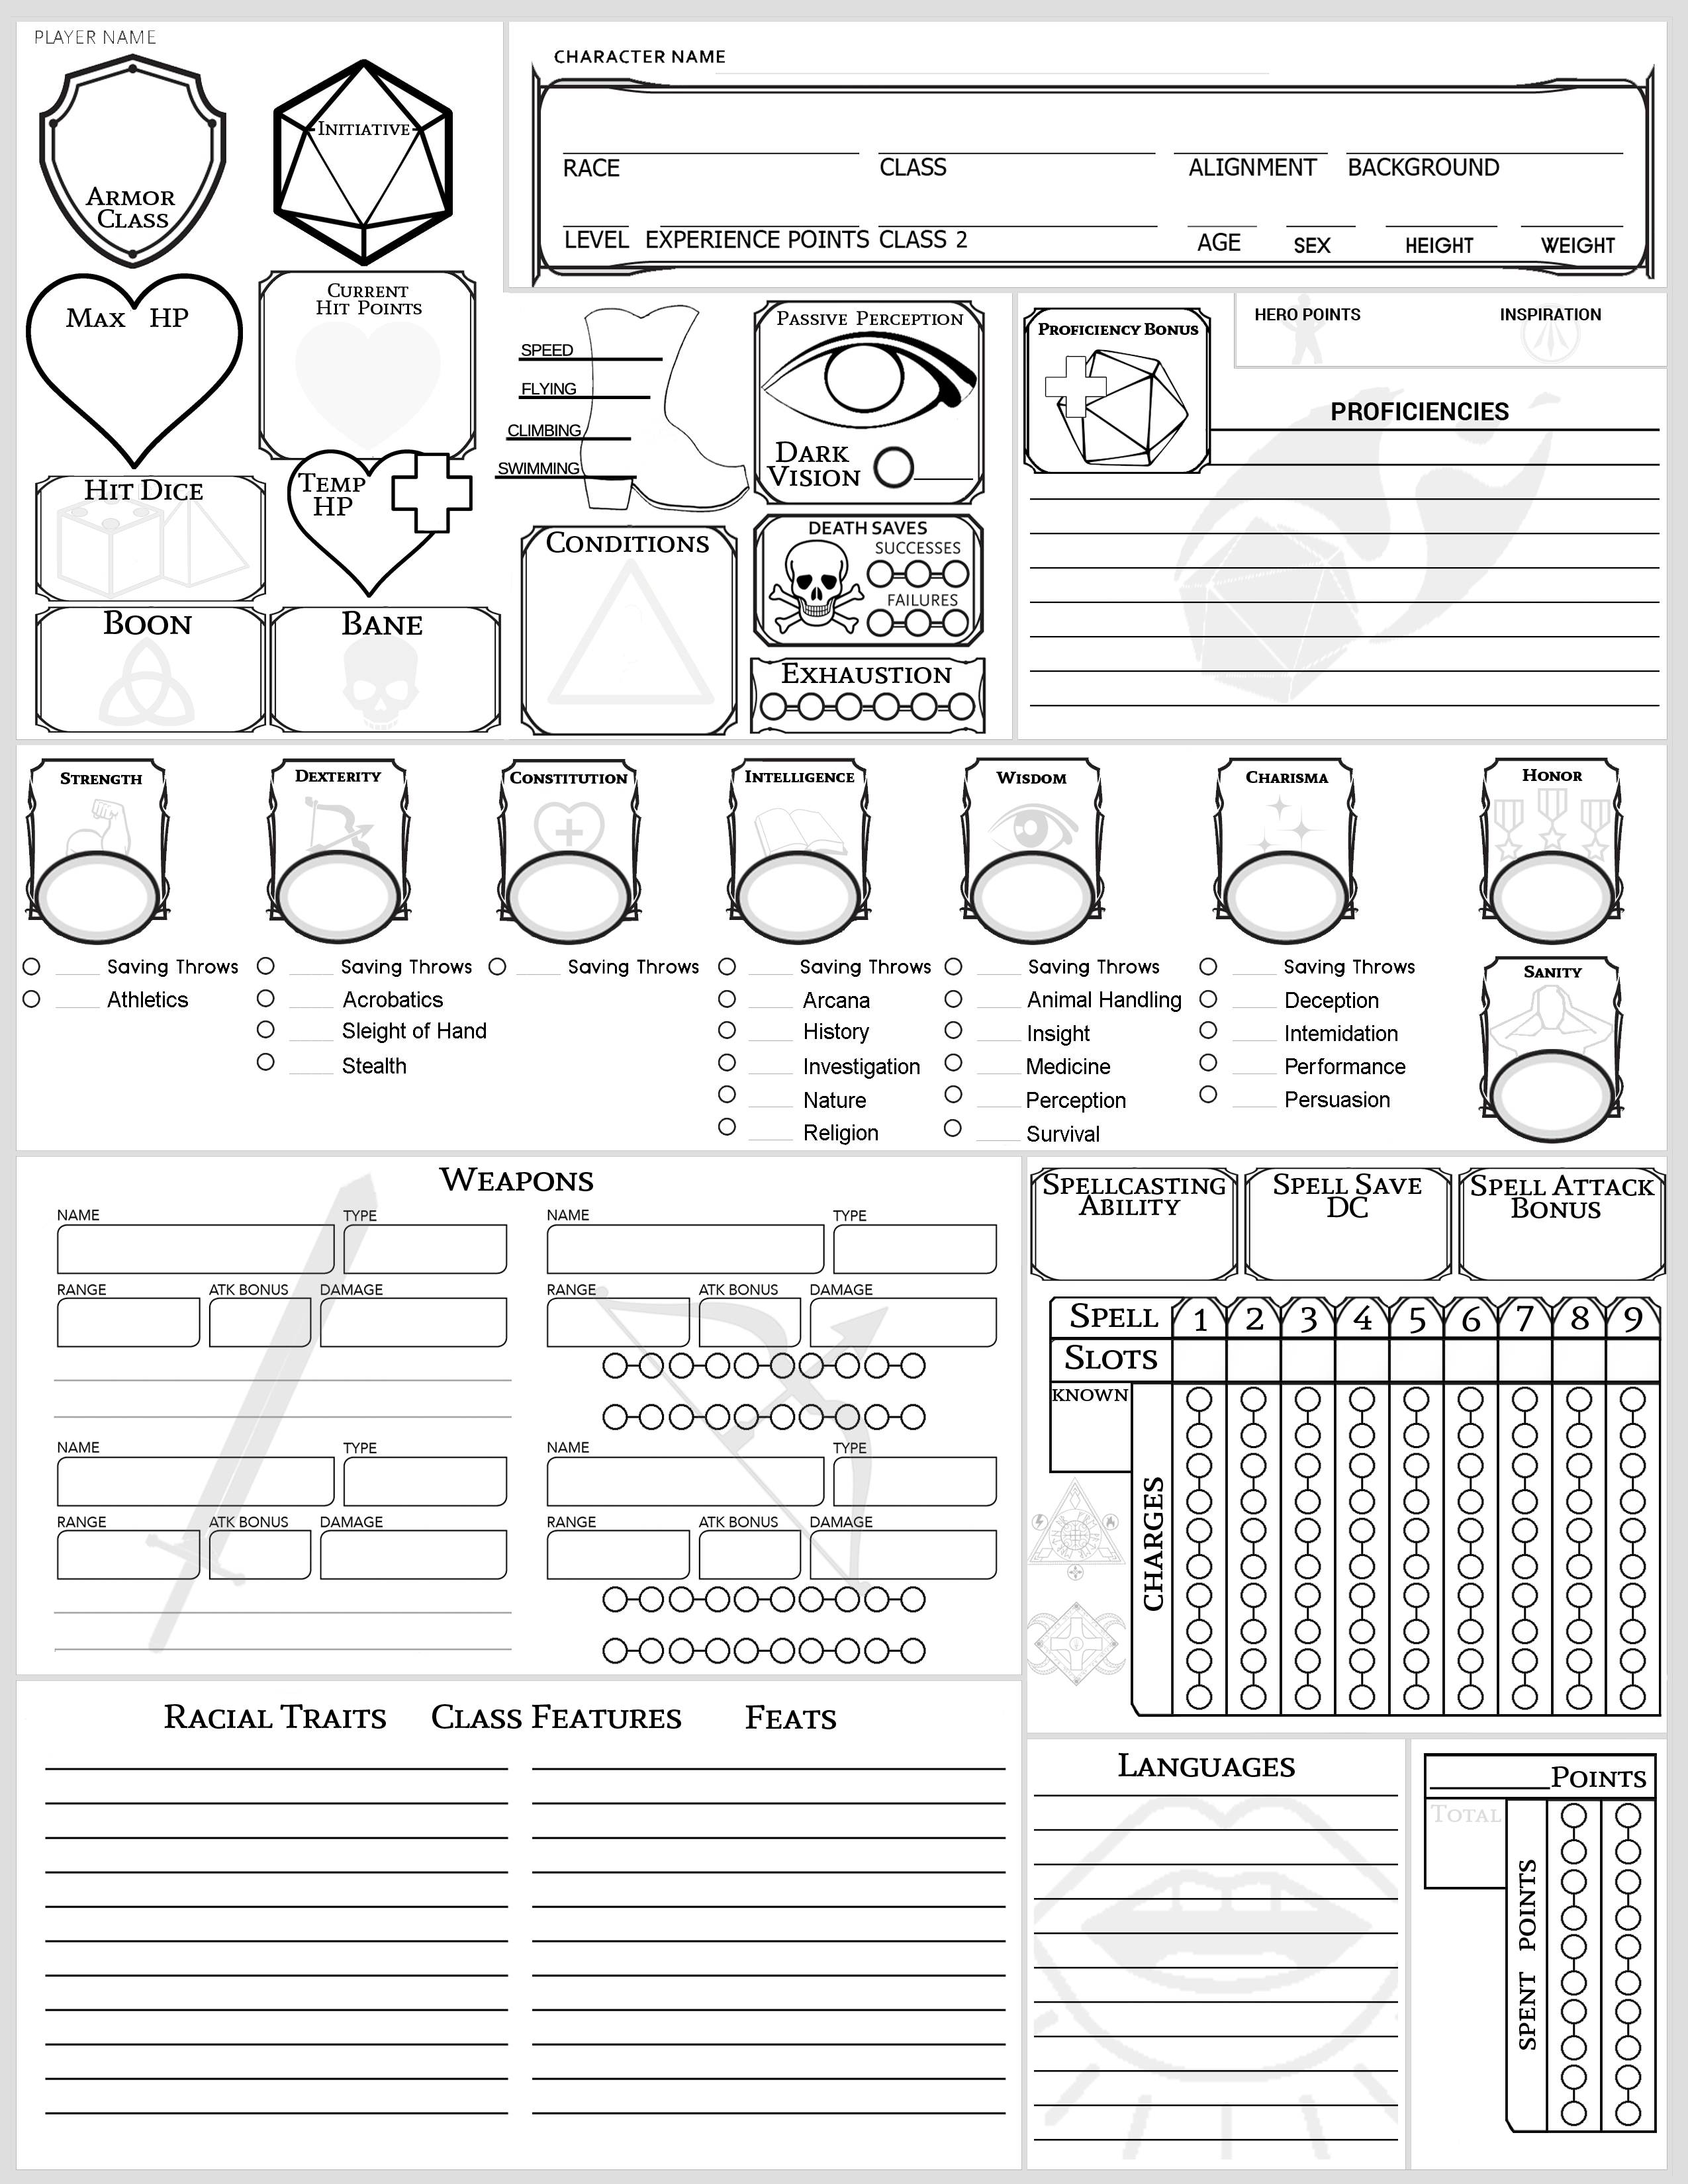 PLAYER NAME
ARMOR
CLASS
INITIATIVE
CHARACTER NAME
RACE CLASS ALIGNMENT BACKGROUND
LEVEL EXPERIENCE POINTS CLASS 2 AGE SEX HEIGHT WEIGHT
MAX HP
CURRENT
HIT POINTS
TEMP
HP
HIT DICE
BOON
BANE
SPEED
FLYING
CLIMBING
SWIMMING
CONDITIONS
PASSIVE PERCEPTION
DARK
VISION
DEATH SAVES
SUCCESSES
FAILURES
EXHAUSTION
PROFICIENCY BONUS
HERO POINTS
INSPIRATION
PROFICIENCIES
STRENGTH
Saving Throws
Athletics
DEXTERITY
Saving Throws
Acrobatics
Sleight of Hand
Stealth
CONSTITUTION
Saving Throws
INTELLIGENCE
Saving Throws
Arcana
History
Investigation
Nature
Religion
WISDOM
Saving Throws
Animal Handling
Insight
Medicine
Perception
Survival
CHARISMA
Saving Throws
Deception
Intemidation
Performance
Persuasion
HONOR
SANITY
WEAPONS
NAME TYPE NAME TYPE
RANGE ATK BONUS DAMAGE RANGE ATK BONUS DAMAGE
NAME TYPE NAME TYPE
RANGE ATK BONUS DAMAGE RANGE ATK BONUS DAMAGE
SPELLCASTING
ABILITY
SPELL SAVE
DC
SPELL ATTACK
BONUS
SPELL 1 2 3 4 5 6 7 8 9
SLOTS
KNOWN
CHARGES
RACIAL TRAITS CLASS FEATURES FEATS
LANGUAGES
POINTS
TOTAL
SPENT POINTS